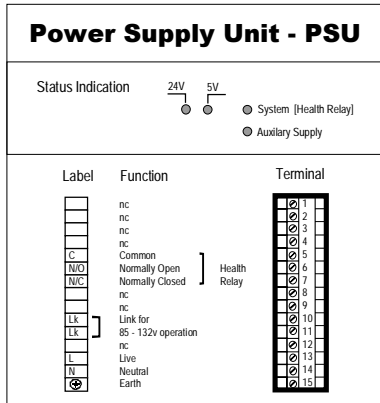 Power Supply Unit - PSU
Status Indication
24V 5V
System [Health Relay]
Auxilary Supply
Label Function Terminal
nc 1
nc 2
nc 3
nc 4
C Common 5
N/O Normally Open Health 6
N/C Normally Closed Relay 7
nc 8
nc 9
Lk Link for 10
Lk 85 - 132v operation 11
nc 12
L Live 13
N Neutral 14
Earth 15